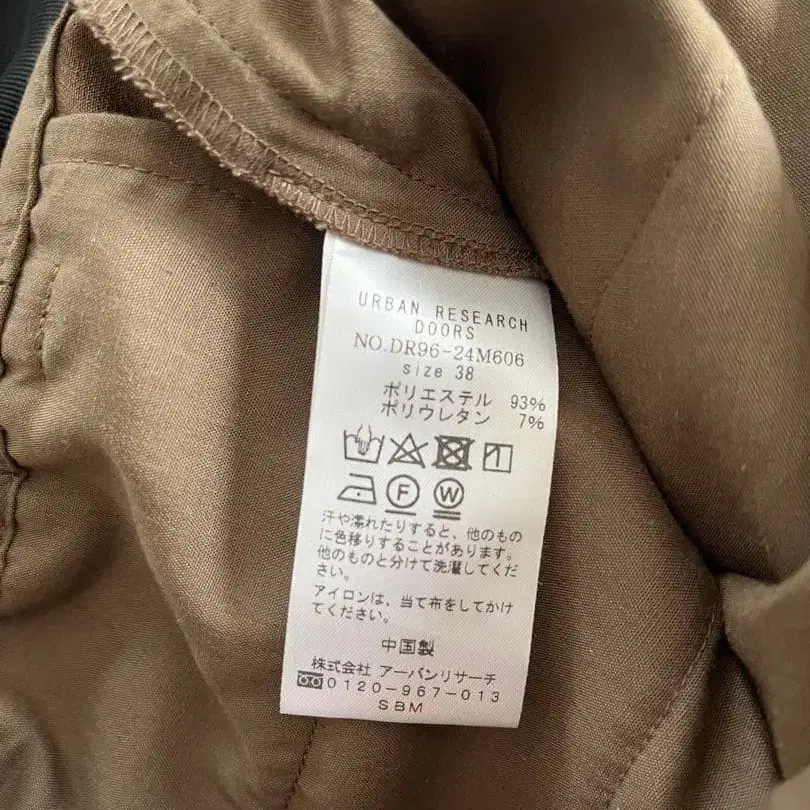 URBAN RESEARCH
DOORS
NO.DR96-24M606
size 38
ポリエステル 93%
ポリウレタン 7%
F W
汗や濡れたりすると、他のもの
に色移りすることがあります。
他のものと分けて洗濯してくだ
さい。
アイロンは、当て布をしてかけ
てください。
中国製
株式会社 アーバンリサーチ
0120-967-013
SBM